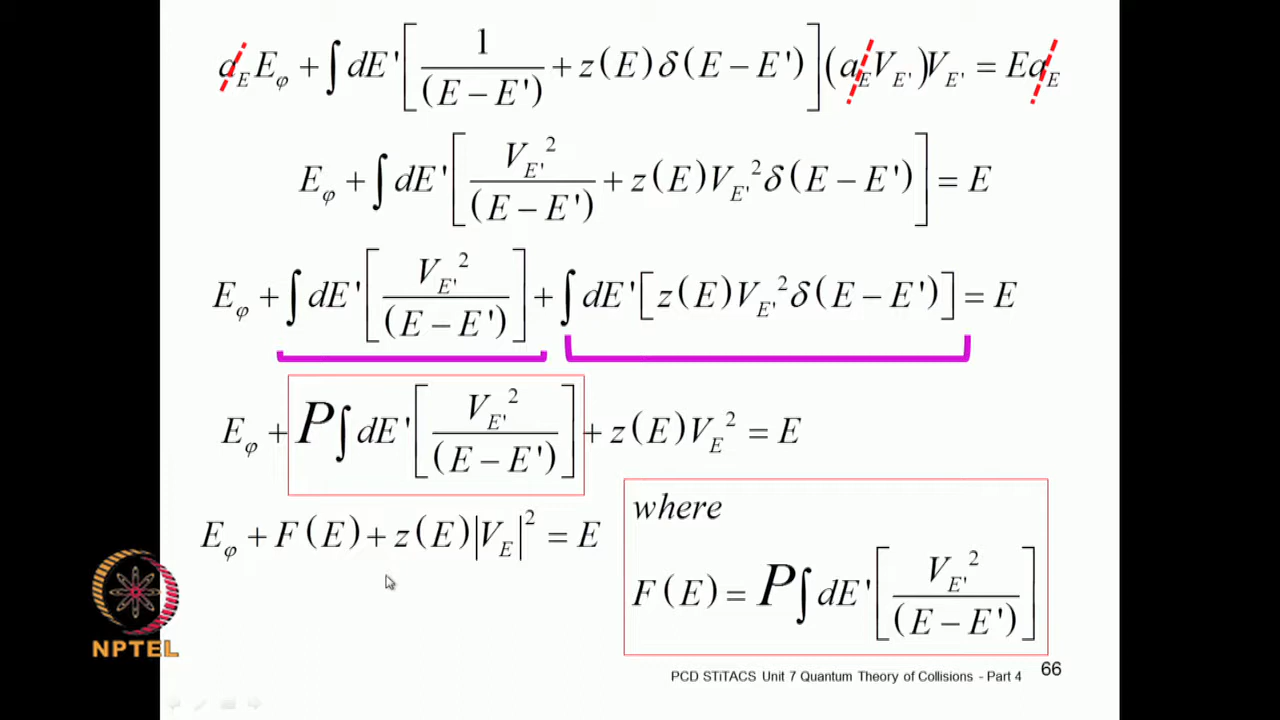 a_E E_φ + ∫ dE' [ 1/(E − E') + z(E) δ(E − E') ] (a_E V_E') V_E' = E a_E
E_φ + ∫ dE' [ V_E'²/(E − E') + z(E) V_E'² δ(E − E') ] = E
E_φ + ∫ dE' [ V_E'²/(E − E') ] + ∫ dE' [ z(E) V_E'² δ(E − E') ] = E
E_φ + P∫ dE' [ V_E'²/(E − E') ] + z(E) V_E² = E
E_φ + F(E) + z(E) |V_E|² = E
where
F(E) = P∫ dE' [ V_E'²/(E − E') ]
NPTEL
PCD STiTACS Unit 7 Quantum Theory of Collisions - Part 4
66